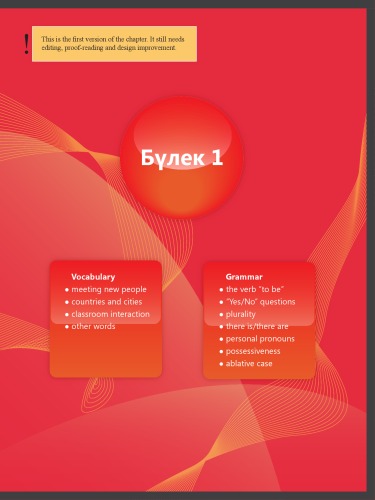 !
This is the first version of the chapter. It still needs
editing, proof-reading and design improvement
Бүлек 1
Vocabulary
● meeting new people
● countries and cities
● classroom interaction
● other words
Grammar
● the verb "to be"
● "Yes/No" questions
● plurality
● there is/there are
● personal pronouns
● possessiveness
● ablative case